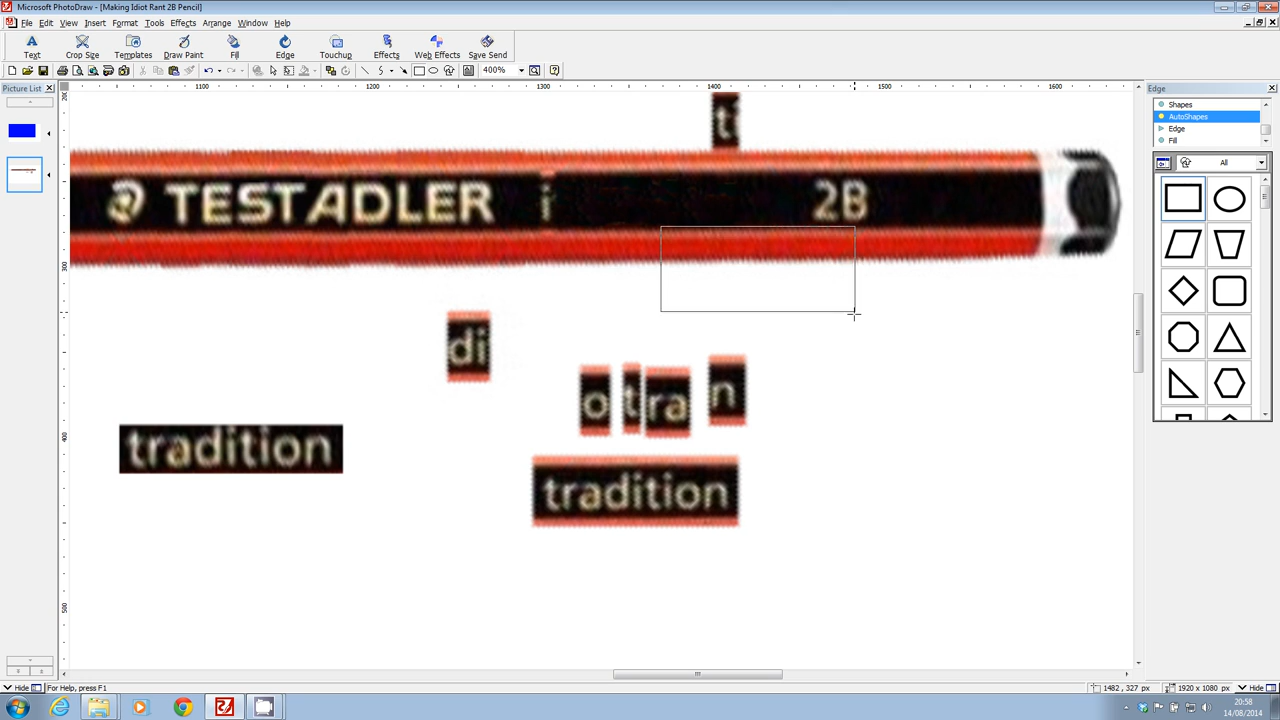 Microsoft PhotoDraw - [Making Idiot Rant 2B Pencil]
File Edit View Insert Format Tools Effects Arrange Window Help
Text Crop Size Templates Draw Paint Fill Edge Touchup Effects Web Effects Save Send
400%
Picture List
1100 1200 1300 1400 1500 1600
Edge
Shapes
AutoShapes
Edge
Fill
All
t
TESTADLER i 2B
300
di
o t ra n
400
tradition
tradition
500
Hide
For Help, press F1
1482 , 327 px
1920 x 1080 px
Hide
20:58
14/08/2014